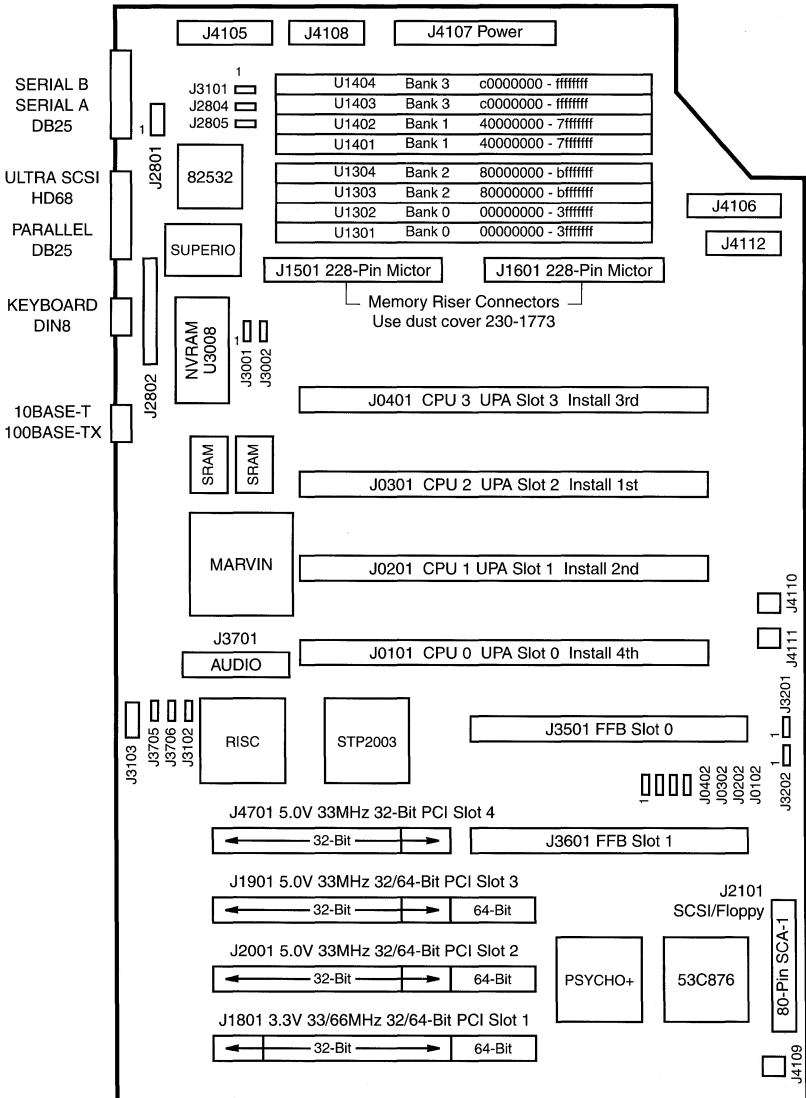 J4105
J4108
J4107 Power
SERIAL B
SERIAL A
DB25
1
J3101
J2804
J2805
1
J2801
U1404 Bank 3 c0000000 - ffffffff
U1403 Bank 3 c0000000 - ffffffff
U1402 Bank 1 40000000 - 7fffffff
U1401 Bank 1 40000000 - 7fffffff
U1304 Bank 2 80000000 - bfffffff
U1303 Bank 2 80000000 - bfffffff
U1302 Bank 0 00000000 - 3fffffff
U1301 Bank 0 00000000 - 3fffffff
ULTRA SCSI
HD68
82532
J4106
PARALLEL
DB25
SUPERIO
J4112
J1501 228-Pin Mictor
J1601 228-Pin Mictor
Memory Riser Connectors
Use dust cover 230-1773
KEYBOARD
DIN8
J2802
NVRAM
U3008
1
J3001
J3002
10BASE-T
100BASE-TX
J0401 CPU 3 UPA Slot 3 Install 3rd
SRAM
SRAM
J0301 CPU 2 UPA Slot 2 Install 1st
MARVIN
J0201 CPU 1 UPA Slot 1 Install 2nd
J4110
J4111
J3701
AUDIO
J0101 CPU 0 UPA Slot 0 Install 4th
J3103
J3705
J3706
J3102
RISC
STP2003
J3501 FFB Slot 0
1
J3201
1
J3202
1
J0402
J0302
J0202
J0102
J4701 5.0V 33MHz 32-Bit PCI Slot 4
32-Bit
J3601 FFB Slot 1
J1901 5.0V 33MHz 32/64-Bit PCI Slot 3
32-Bit
64-Bit
J2101
SCSI/Floppy
80-Pin SCA-1
J2001 5.0V 33MHz 32/64-Bit PCI Slot 2
32-Bit
64-Bit
PSYCHO+
53C876
J1801 3.3V 33/66MHz 32/64-Bit PCI Slot 1
32-Bit
64-Bit
J4109